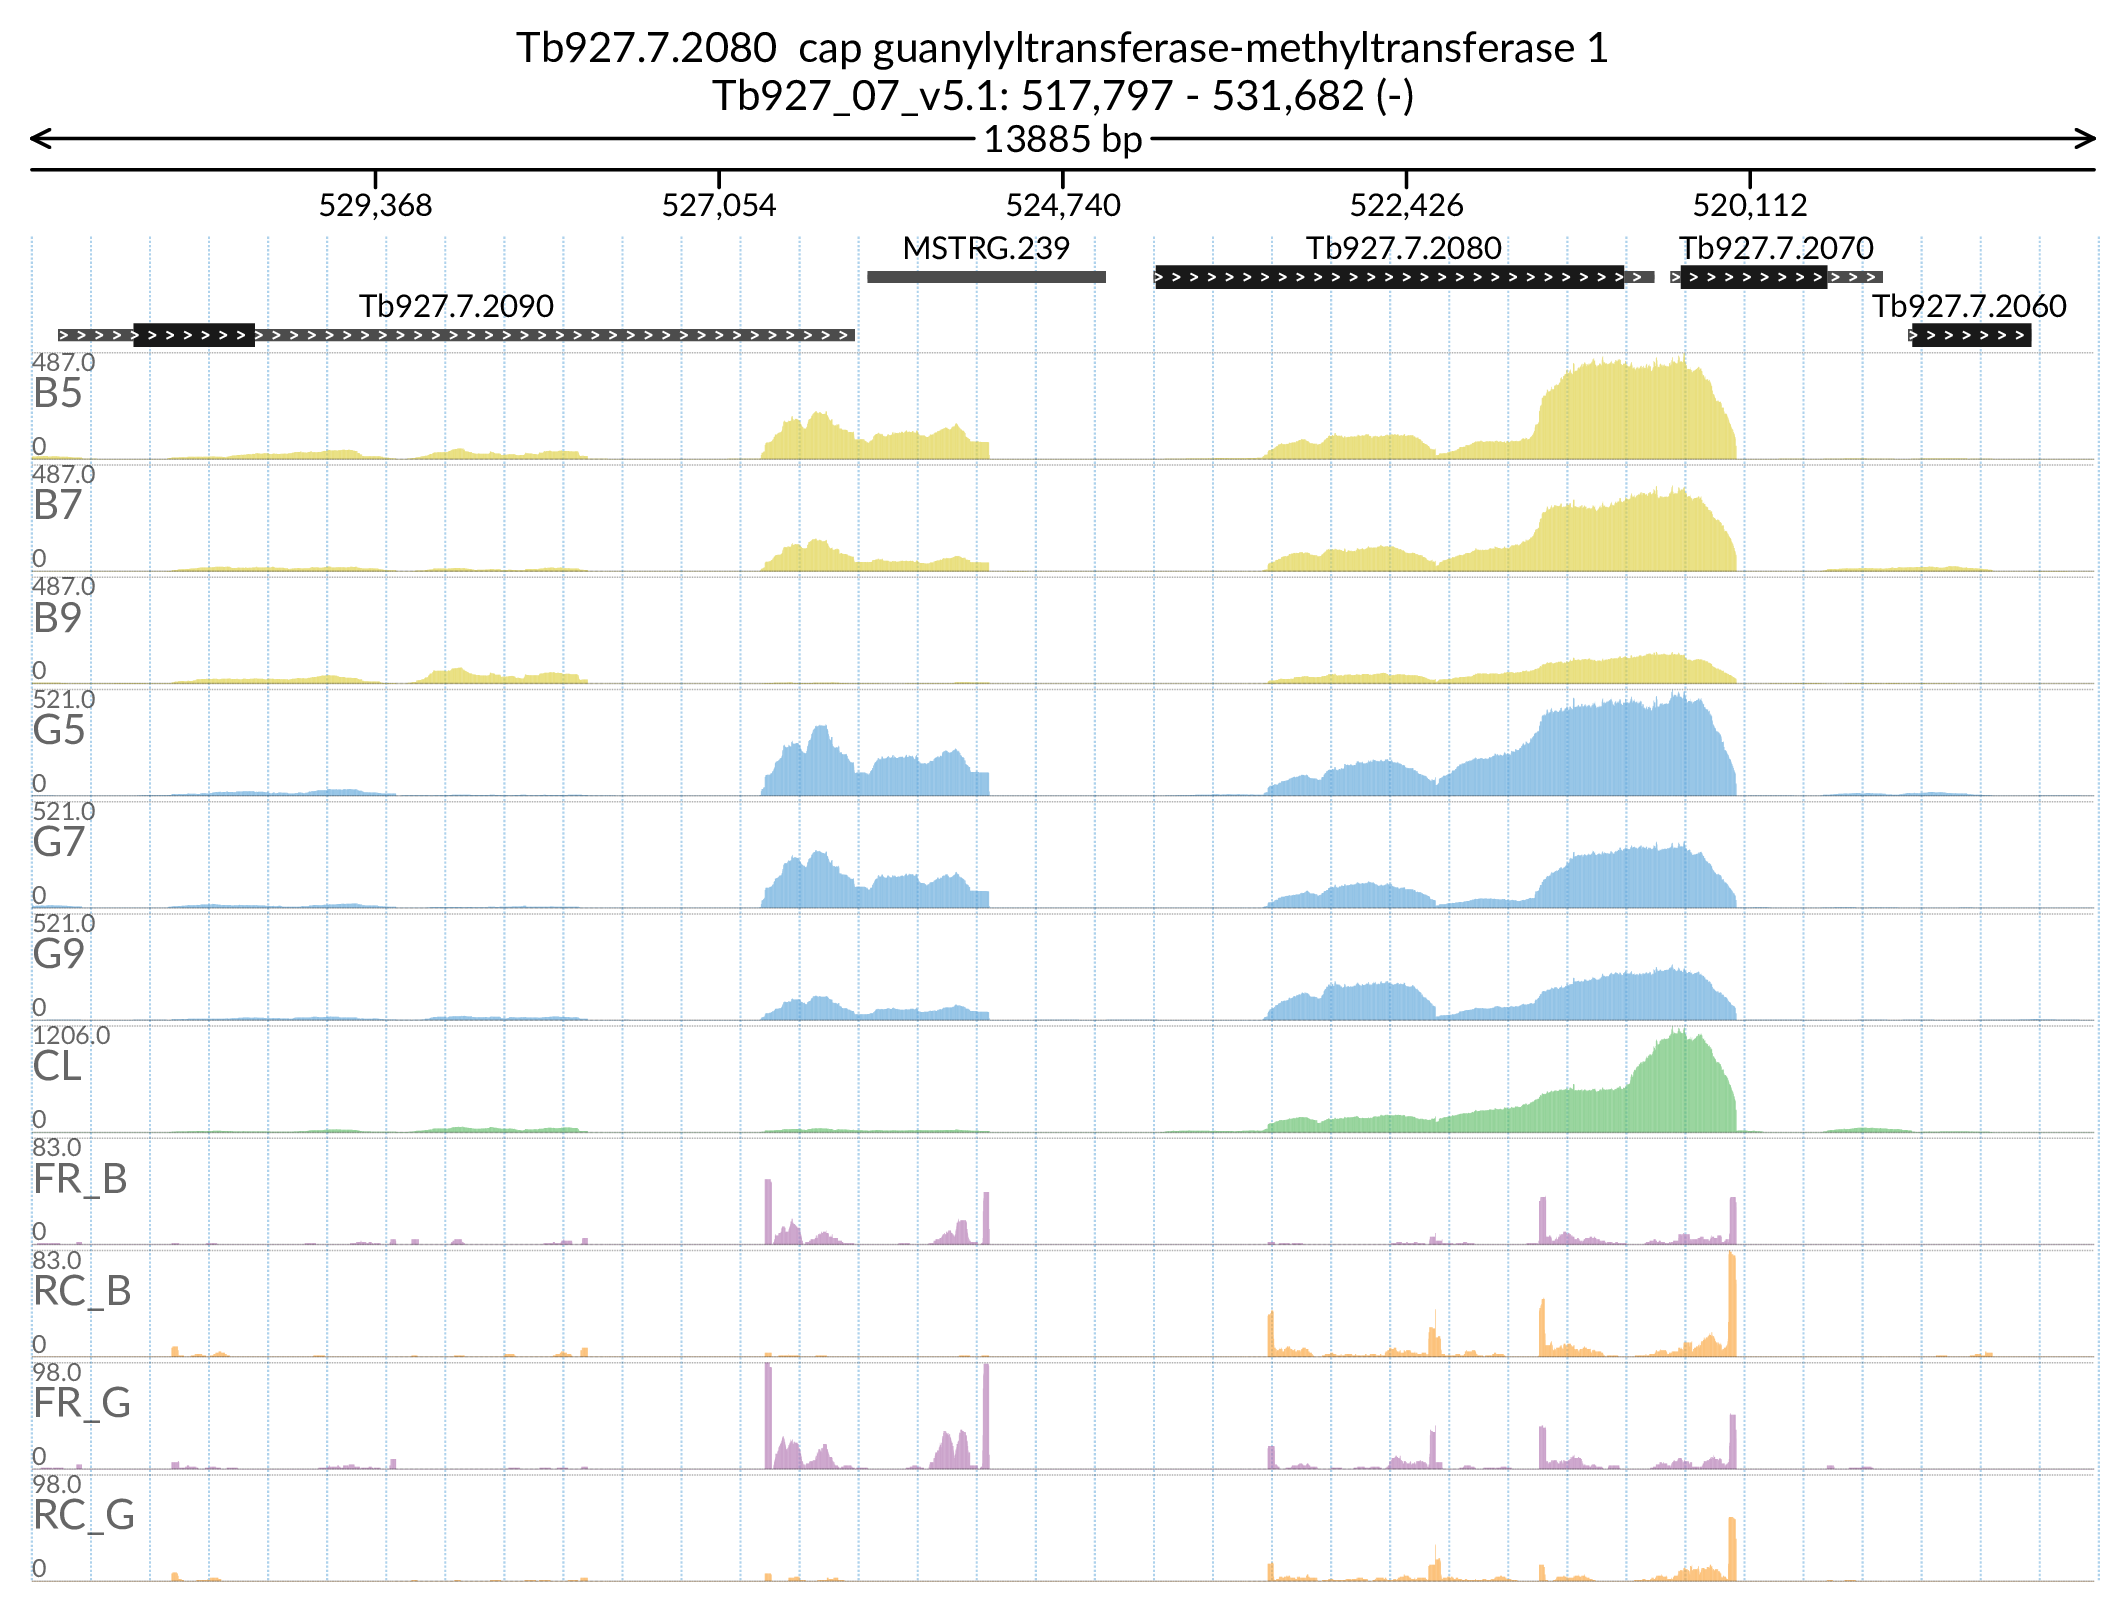 Tb927.7.2080  cap guanylyltransferase-methyltransferase 1
Tb927_07_v5.1: 517,797 - 531,682 (-)
13885 bp
529,368 527,054 524,740 522,426 520,112
MSTRG.239 Tb927.7.2080 Tb927.7.2070
Tb927.7.2090 Tb927.7.2060
487.0
B5
0
487.0
B7
0
487.0
B9
0
521.0
G5
0
521.0
G7
0
521.0
G9
0
1206.0
CL
0
83.0
FR_B
0
83.0
RC_B
0
98.0
FR_G
0
98.0
RC_G
0